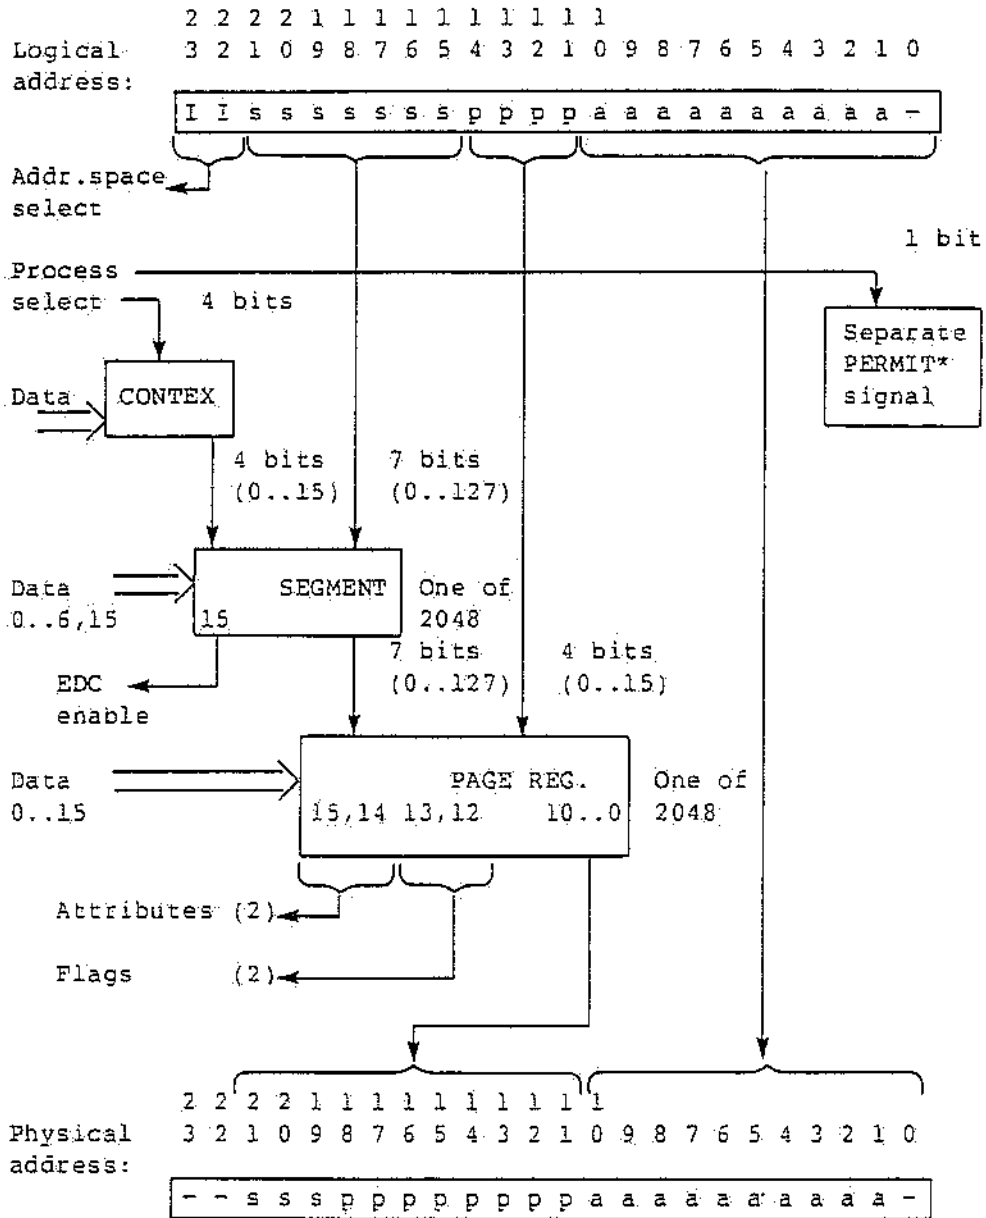 2 2 2 2 1 1 1 1 1 1 1 1 1 1
Logical 3 2 1 0 9 8 7 6 5 4 3 2 1 0 9 8 7 6 5 4 3 2 1 0
address:
I I s s s s s s s p p p p a a a a a a a a a a -
Addr.space
select
1 bit
Process
select 4 bits
Separate
PERMIT*
signal
Data CONTEX
4 bits 7 bits
(0..15) (0..127)
Data SEGMENT One of
0..6,15 15 2048
7 bits 4 bits
EDC (0..127) (0..15)
enable
Data PAGE REG. One of
0..15 15,14 13,12 10..0 2048
Attributes (2)
Flags (2)
2 2 2 2 1 1 1 1 1 1 1 1 1 1
Physical 3 2 1 0 9 8 7 6 5 4 3 2 1 0 9 8 7 6 5 4 3 2 1 0
address:
- - s s s p p p p p p p p a a a a a a a a a a -